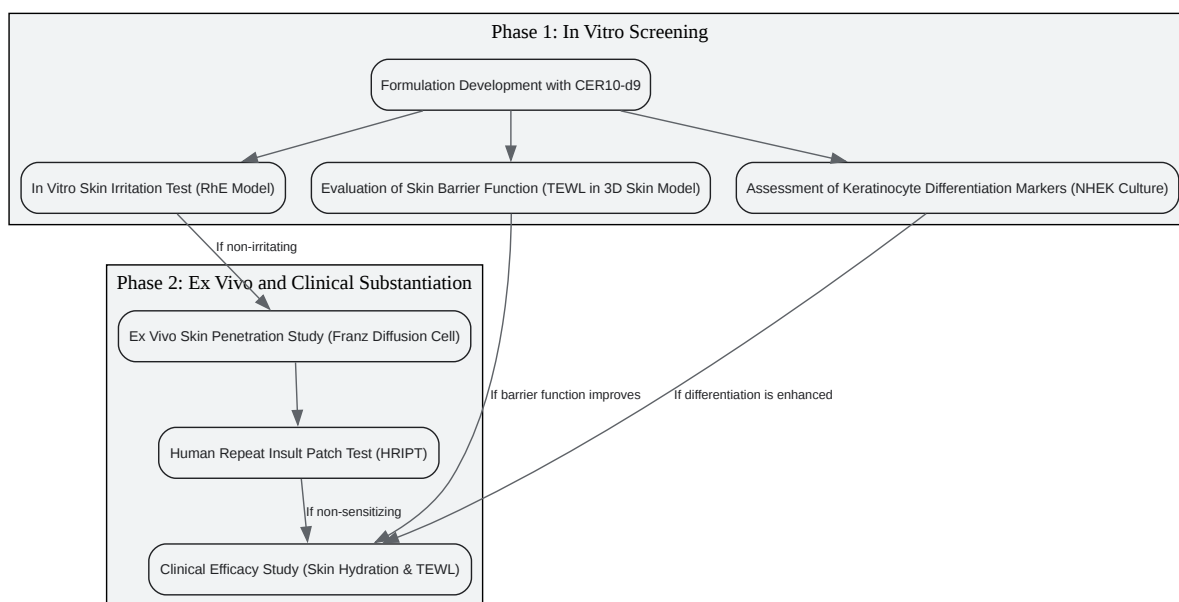 Phase 1: In Vitro Screening
Formulation Development with CER10-d9
In Vitro Skin Irritation Test (RhE Model)
Evaluation of Skin Barrier Function (TEWL in 3D Skin Model)
Assessment of Keratinocyte Differentiation Markers (NHEK Culture)
If non-irritating
Phase 2: Ex Vivo and Clinical Substantiation
Ex Vivo Skin Penetration Study (Franz Diffusion Cell)
If barrier function improves
If differentiation is enhanced
Human Repeat Insult Patch Test (HRIPT)
If non-sensitizing
Clinical Efficacy Study (Skin Hydration & TEWL)